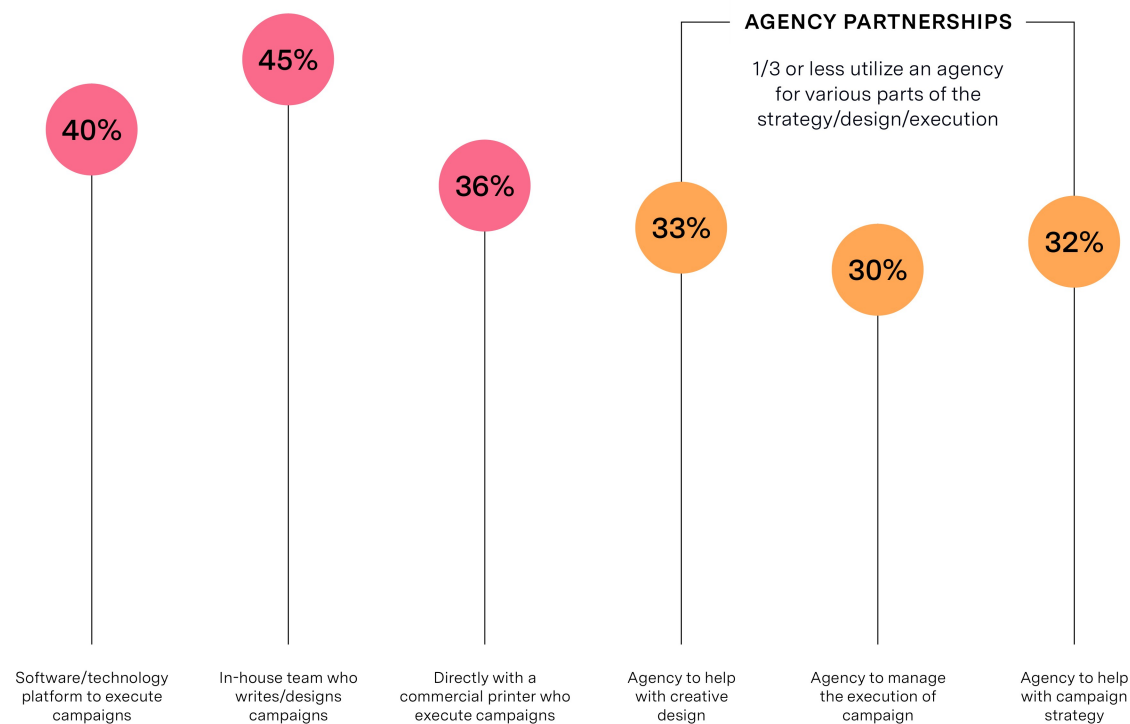 AGENCY PARTNERSHIPS
1/3 or less utilize an agency
for various parts of the
strategy/design/execution
40%
45%
36%
33%
30%
32%
Software/technology
platform to execute
campaigns
In-house team who
writes/designs
campaigns
Directly with a
commercial printer who
execute campaigns
Agency to help
with creative
design
Agency to manage
the execution of
campaign
Agency to help
with campaign
strategy